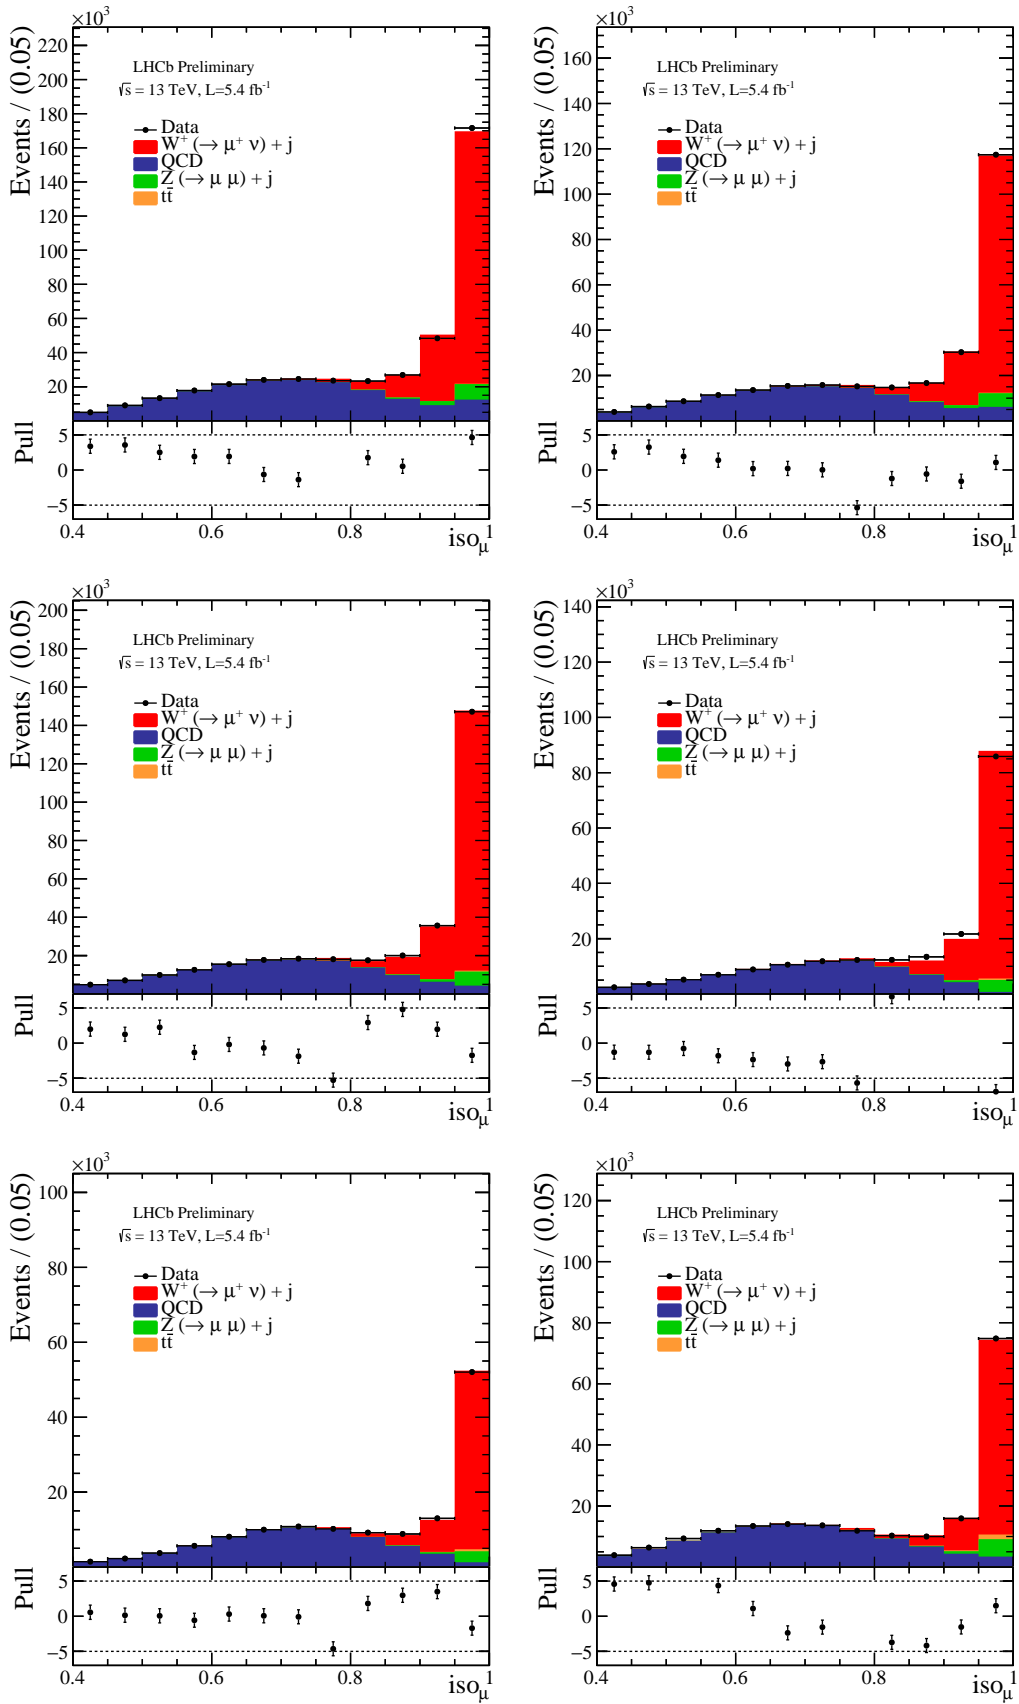 ×10³
Events / (0.05)
220
200
180
160
140
120
100
80
60
40
20
LHCb Preliminary
√s = 13 TeV, L=5.4 fb⁻¹
Data
W⁺ (→ μ⁺ ν) + j
QCD
Z (→ μ μ) + j
tt̄
Pull
5
0
−5
0.4 0.6 0.8 1
iso_μ
×10³
Events / (0.05)
160
140
120
100
80
60
40
20
LHCb Preliminary
√s = 13 TeV, L=5.4 fb⁻¹
Data
W⁺ (→ μ⁺ ν) + j
QCD
Z (→ μ μ) + j
tt̄
Pull
5
0
−5
0.4 0.6 0.8 1
iso_μ
×10³
Events / (0.05)
200
180
160
140
120
100
80
60
40
20
LHCb Preliminary
√s = 13 TeV, L=5.4 fb⁻¹
Data
W⁺ (→ μ⁺ ν) + j
QCD
Z (→ μ μ) + j
tt̄
Pull
5
0
−5
0.4 0.6 0.8 1
iso_μ
×10³
Events / (0.05)
140
120
100
80
60
40
20
LHCb Preliminary
√s = 13 TeV, L=5.4 fb⁻¹
Data
W⁺ (→ μ⁺ ν) + j
QCD
Z (→ μ μ) + j
tt̄
Pull
5
0
−5
0.4 0.6 0.8 1
iso_μ
×10³
Events / (0.05)
100
80
60
40
20
LHCb Preliminary
√s = 13 TeV, L=5.4 fb⁻¹
Data
W⁺ (→ μ⁺ ν) + j
QCD
Z (→ μ μ) + j
tt̄
Pull
5
0
−5
0.4 0.6 0.8 1
iso_μ
×10³
Events / (0.05)
120
100
80
60
40
20
LHCb Preliminary
√s = 13 TeV, L=5.4 fb⁻¹
Data
W⁺ (→ μ⁺ ν) + j
QCD
Z (→ μ μ) + j
tt̄
Pull
5
0
−5
0.4 0.6 0.8 1
iso_μ